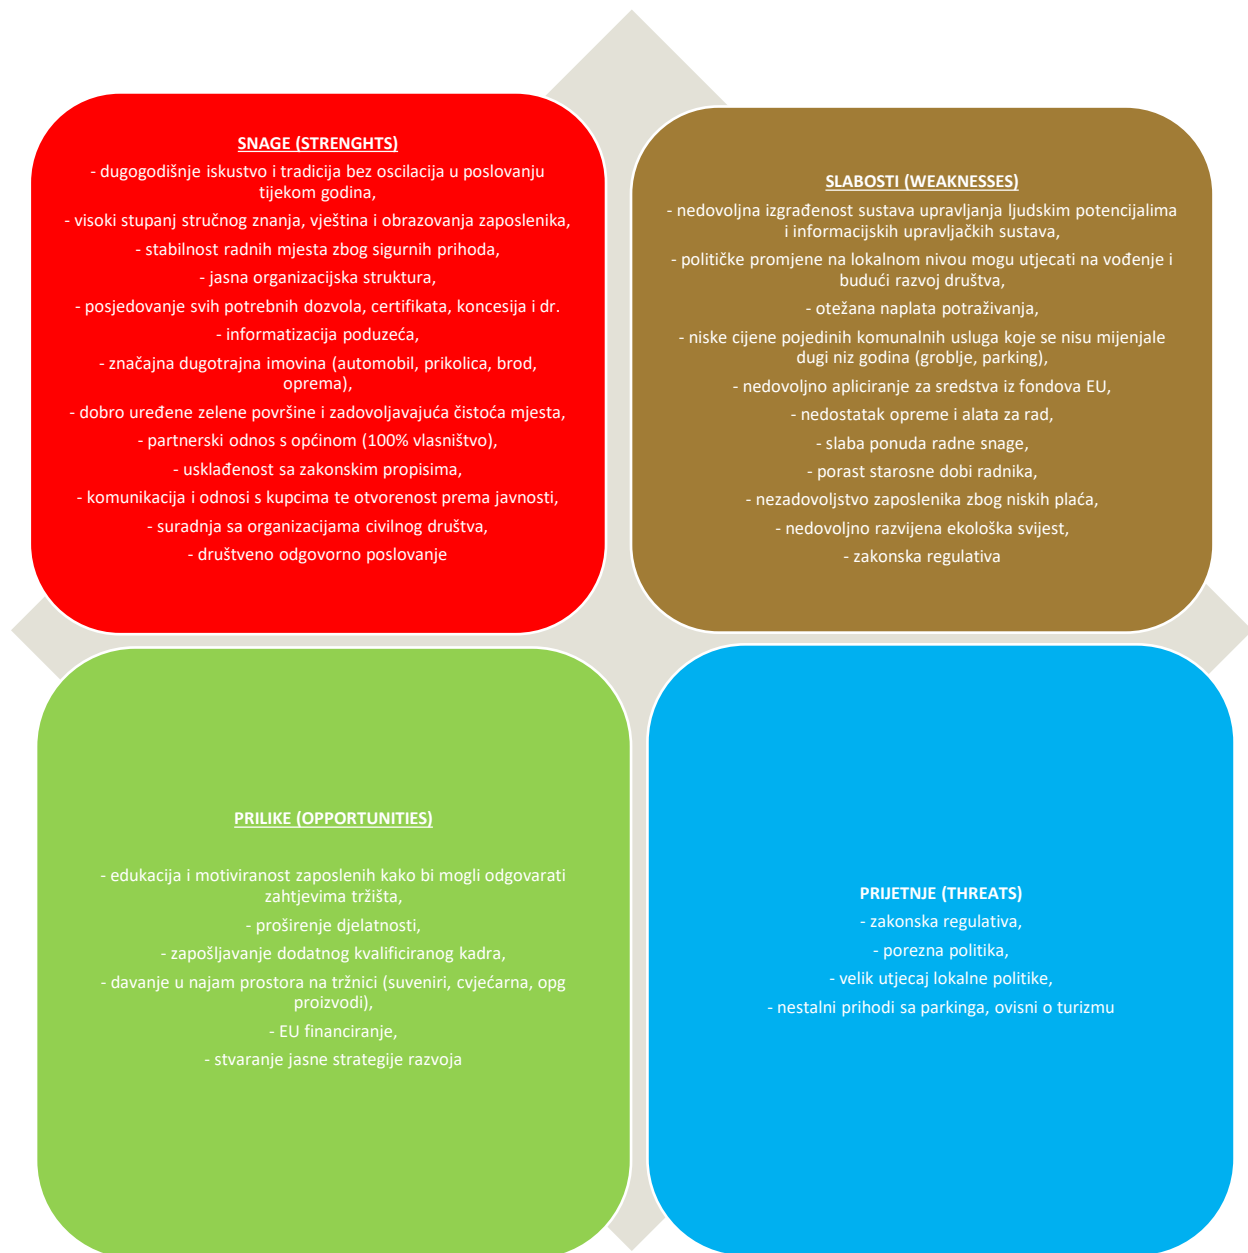 SNAGE (STRENGHTS)
- dugogodišnje iskustvo i tradicija bez oscilacija u poslovanju
tijekom godina,
- visoki stupanj stručnog znanja, vještina i obrazovanja zaposlenika,
- stabilnost radnih mjesta zbog sigurnih prihoda,
- jasna organizacijska struktura,
- posjedovanje svih potrebnih dozvola, certifikata, koncesija i dr.
- informatizacija poduzeća,
- značajna dugotrajna imovina (automobil, prikolica, brod,
oprema),
- dobro uređene zelene površine i zadovoljavajuća čistoća mjesta,
- partnerski odnos s općinom (100% vlasništvo),
- usklađenost sa zakonskim propisima,
- komunikacija i odnosi s kupcima te otvorenost prema javnosti,
- suradnja sa organizacijama civilnog društva,
- društveno odgovorno poslovanje
SLABOSTI (WEAKNESSES)
- nedovoljna izgrađenost sustava upravljanja ljudskim potencijalima
i informacijskih upravljačkih sustava,
- političke promjene na lokalnom nivou mogu utjecati na vođenje i
budući razvoj društva,
- otežana naplata potraživanja,
- niske cijene pojedinih komunalnih usluga koje se nisu mijenjale
dugi niz godina (groblje, parking),
- nedovoljno apliciranje za sredstva iz fondova EU,
- nedostatak opreme i alata za rad,
- slaba ponuda radne snage,
- porast starosne dobi radnika,
- nezadovoljstvo zaposlenika zbog niskih plaća,
- nedovoljno razvijena ekološka svijest,
- zakonska regulativa
PRILIKE (OPPORTUNITIES)
- edukacija i motiviranost zaposlenih kako bi mogli odgovarati
zahtjevima tržišta,
- proširenje djelatnosti,
- zapošljavanje dodatnog kvalificiranog kadra,
- davanje u najam prostora na tržnici (suveniri, cvjećarna, opg
proizvodi),
- EU financiranje,
- stvaranje jasne strategije razvoja
PRIJETNJE (THREATS)
- zakonska regulativa,
- porezna politika,
- velik utjecaj lokalne politike,
- nestalni prihodi sa parkinga, ovisni o turizmu